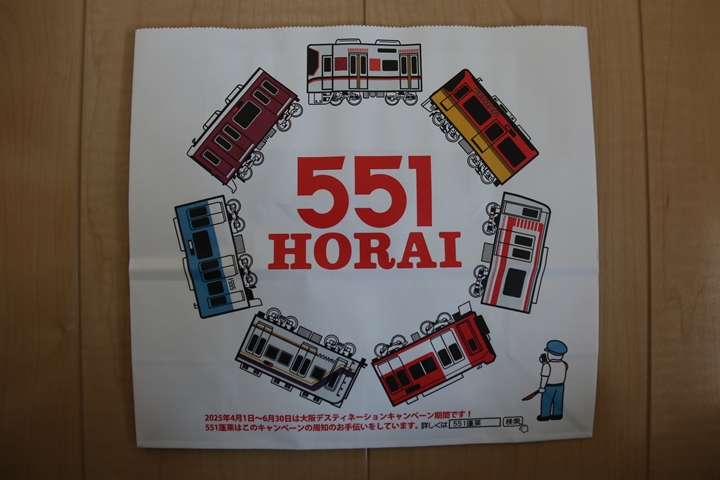 551
HORAI
2025年4月1日～6月30日は大阪デスティネーションキャンペーン期間です！
551蓬莱はこのキャンペーンの周知のお手伝いをしています。詳しくは 551蓬莱 検索